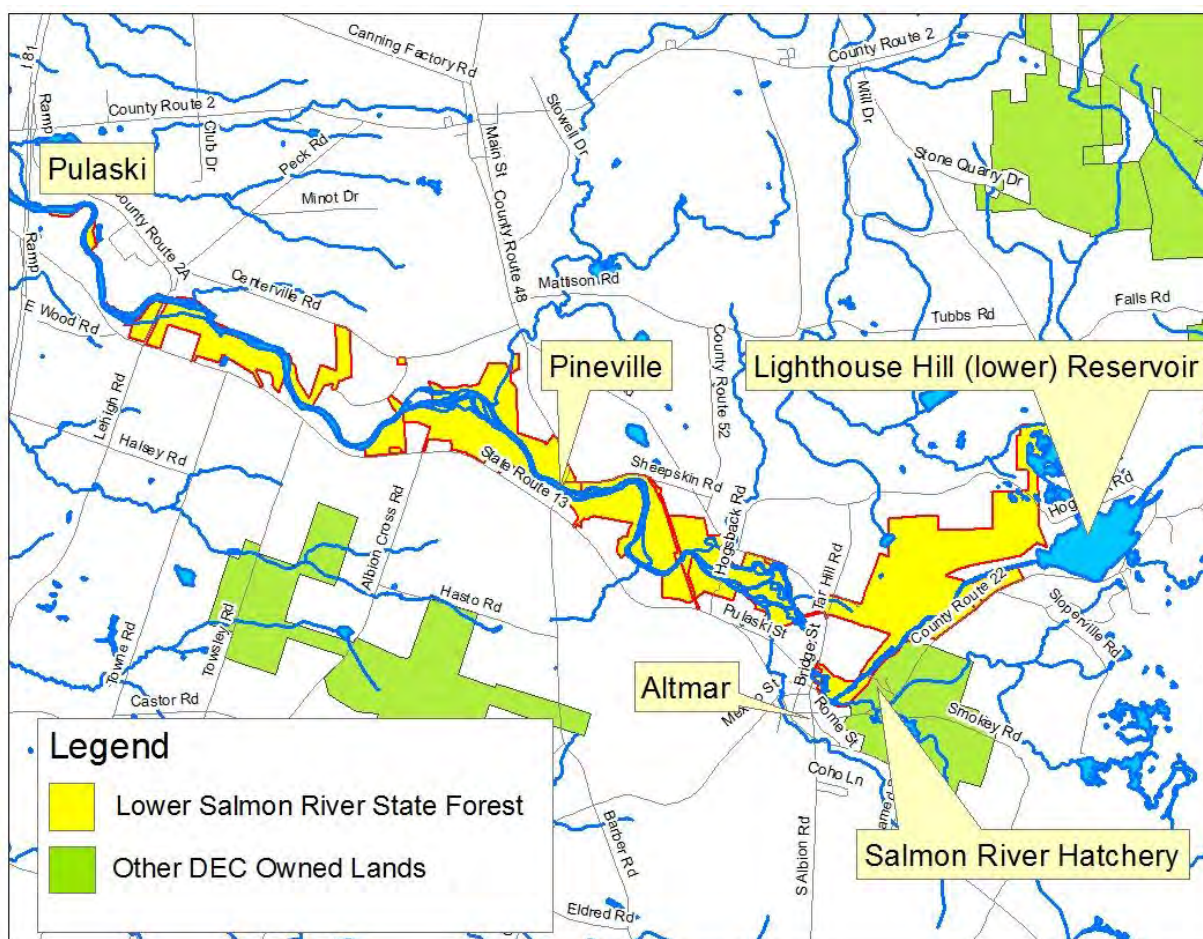 I 81
Ramp
Canning Factory Rd
County Route 2
County Route 2
Club Dr
Peck Rd
Main St
Stowell Dr
Mill Dr
Stone Quarry Dr
Pulaski
Minot Dr
County Route 2A
County Route 48
Ramp
Centerville Rd
Mattison Rd
E Wood Rd
Tubbs Rd
Falls Rd
County Route 52
Pineville
Lighthouse Hill (lower) Reservoir
Lehigh Rd
Halsey Rd
State Route 13
Sheepskin Rd
Hogsback Rd
Albion Cross Rd
Tar Hill Rd
County Route 22
Hasto Rd
Pulaski St
Sloperville Rd
Towne Rd
Towsley Rd
Bridge St
Altmar
Castor Rd
Rome St
Smokey Rd
Coho Ln
Legend
Lower Salmon River State Forest
Other DEC Owned Lands
Barber Rd
S Albion Rd
Salmon River Hatchery
Eldred Rd